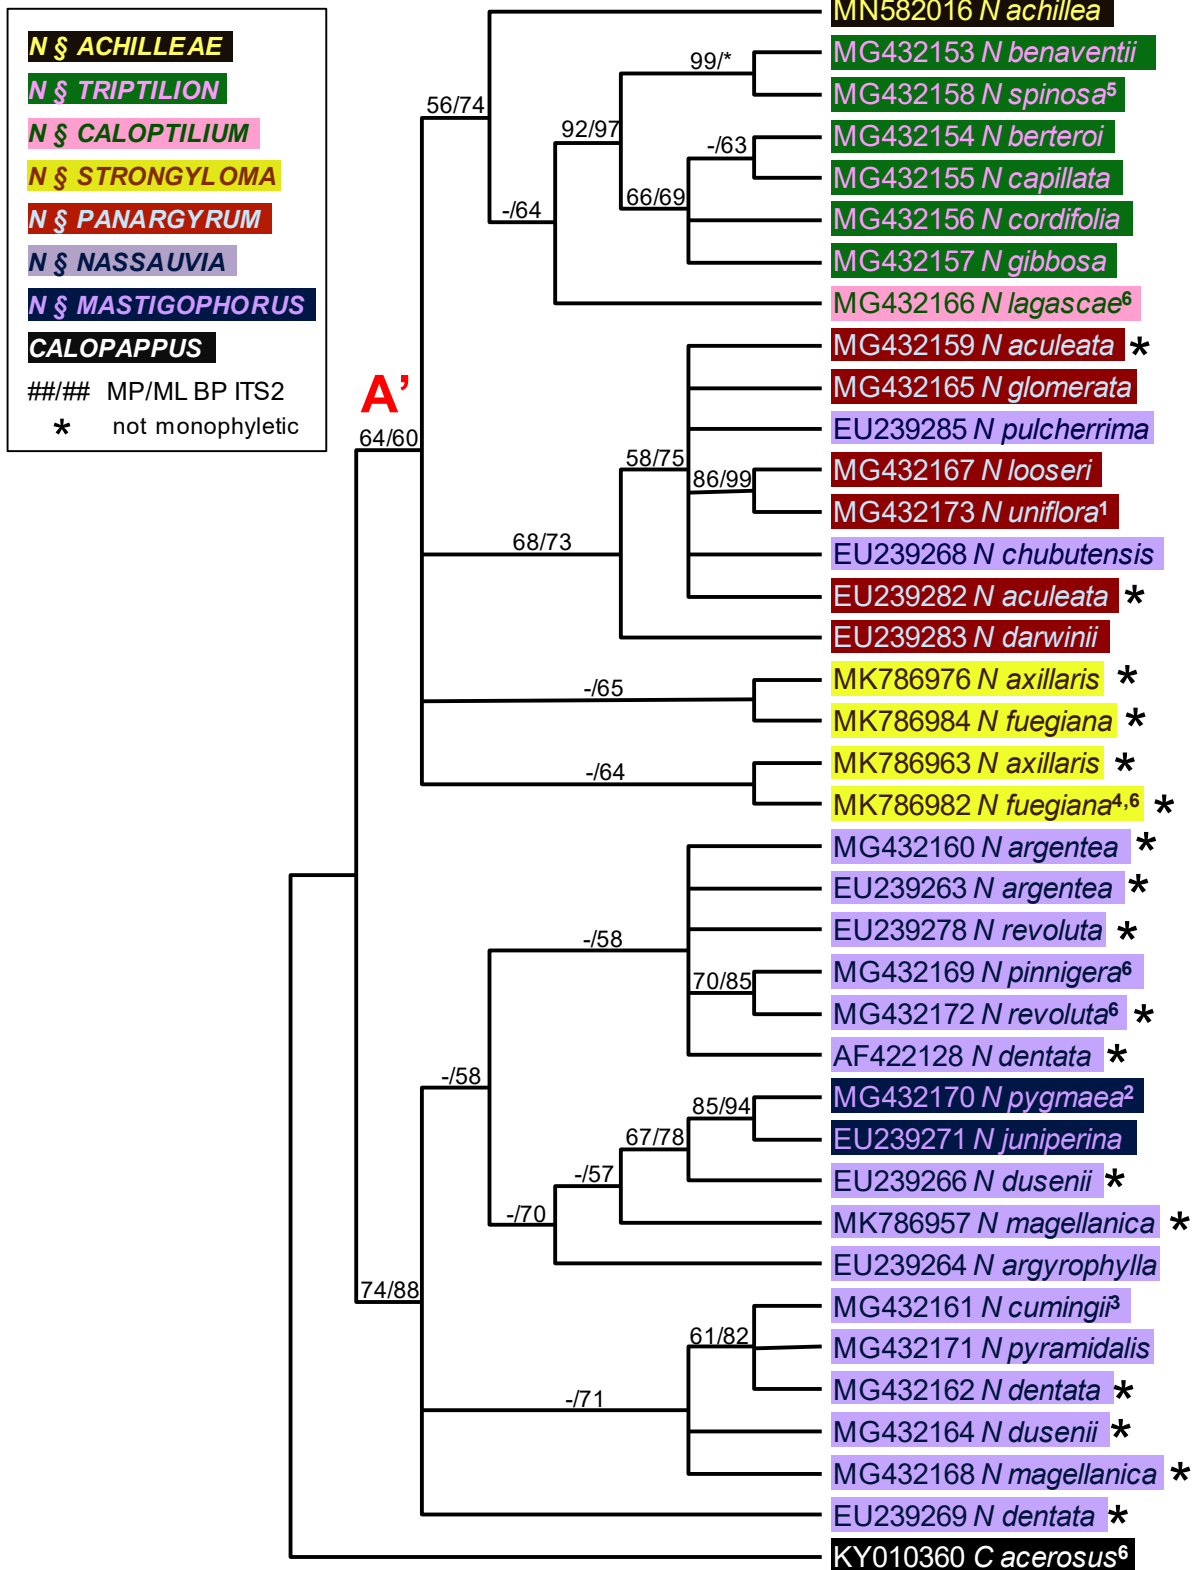 N § ACHILLEAE
N § TRIPTILION
N § CALOPTILIUM
N § STRONGYLOMA
N § PANARGYRUM
N § NASSAUVIA
N § MASTIGOPHORUS
CALOPAPPUS
##/## MP/ML BP ITS2
* not monophyletic
MN582016 N achillea
MG432153 N benaventii
99/*
MG432158 N spinosa⁵
56/74
92/97
MG432154 N berteroi
-/63
MG432155 N capillata
66/69
-/64
MG432156 N cordifolia
MG432157 N gibbosa
MG432166 N lagascae⁶
MG432159 N aculeata *
A’
MG432165 N glomerata
64/60
EU239285 N pulcherrima
58/75
MG432167 N looseri
86/99
MG432173 N uniflora¹
68/73
EU239268 N chubutensis
EU239282 N aculeata *
EU239283 N darwinii
MK786976 N axillaris *
-/65
MK786984 N fuegiana *
MK786963 N axillaris *
-/64
MK786982 N fuegiana⁴,⁶ *
MG432160 N argentea *
EU239263 N argentea *
EU239278 N revoluta *
-/58
MG432169 N pinnigera⁶
70/85
MG432172 N revoluta⁶ *
AF422128 N dentata *
-/58
MG432170 N pygmaea²
85/94
EU239271 N juniperina
67/78
EU239266 N dusenii *
-/57
MK786957 N magellanica *
-/70
EU239264 N argyrophylla
74/88
MG432161 N cumingii³
61/82
MG432171 N pyramidalis
MG432162 N dentata *
-/71
MG432164 N dusenii *
MG432168 N magellanica *
EU239269 N dentata *
KY010360 C acerosus⁶